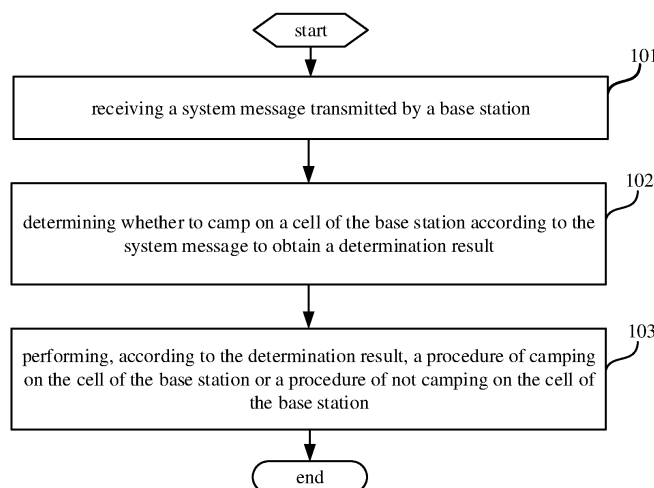 start
101
receiving a system message transmitted by a base station
102
determining whether to camp on a cell of the base station according to the
system message to obtain a determination result
103
performing, according to the determination result, a procedure of camping
on the cell of the base station or a procedure of not camping on the cell of
the base station
end